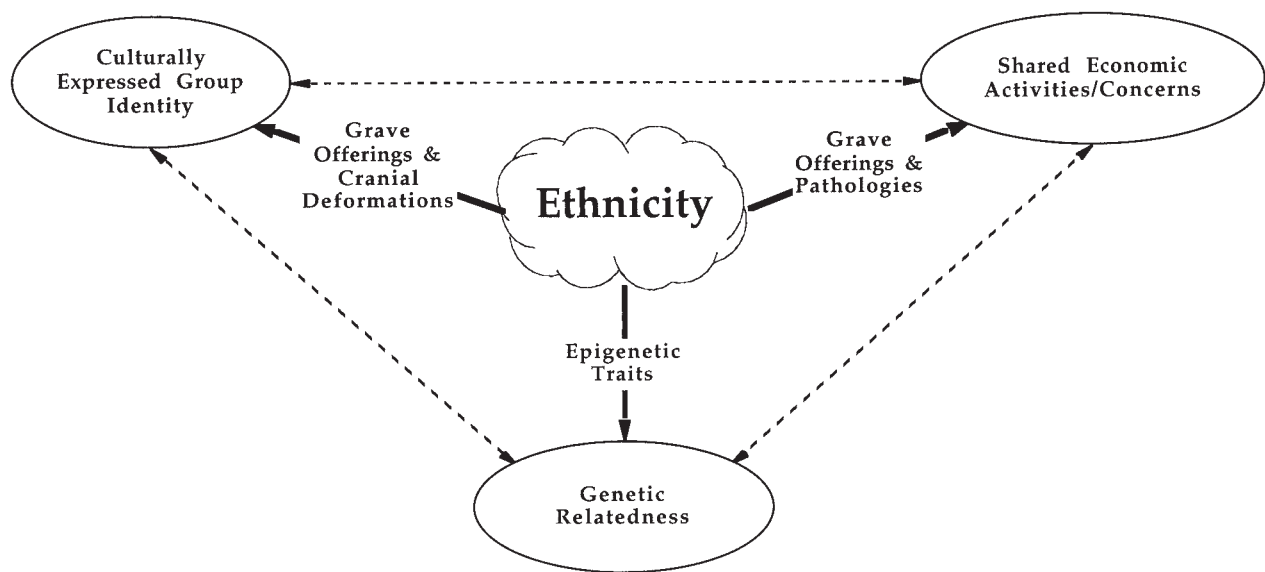 Culturally
Expressed Group
Identity
Shared Economic
Activities/Concerns
Grave
Offerings &
Cranial
Deformations
Ethnicity
Grave
Offerings &
Pathologies
Epigenetic
Traits
Genetic
Relatedness